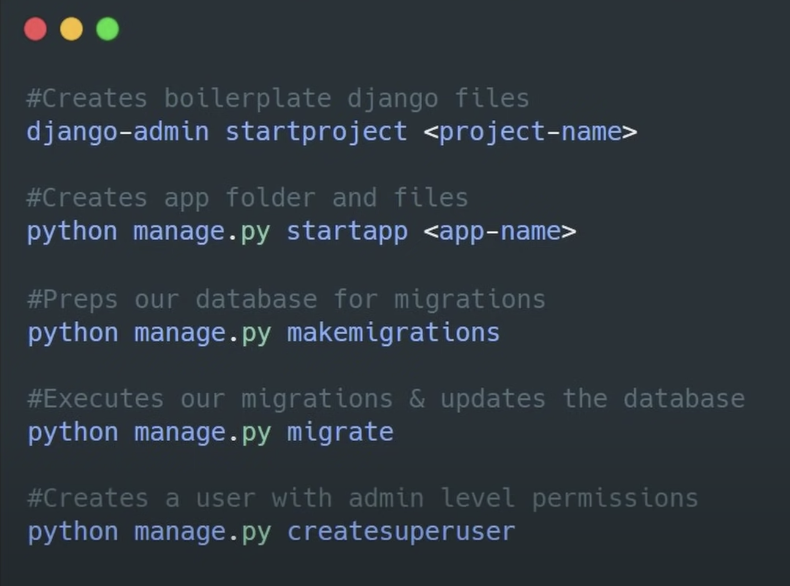 #Creates boilerplate django files
django-admin startproject <project-name>
#Creates app folder and files
python manage.py startapp <app-name>
#Preps our database for migrations
python manage.py makemigrations
#Executes our migrations & updates the database
python manage.py migrate
#Creates a user with admin level permissions
python manage.py createsuperuser